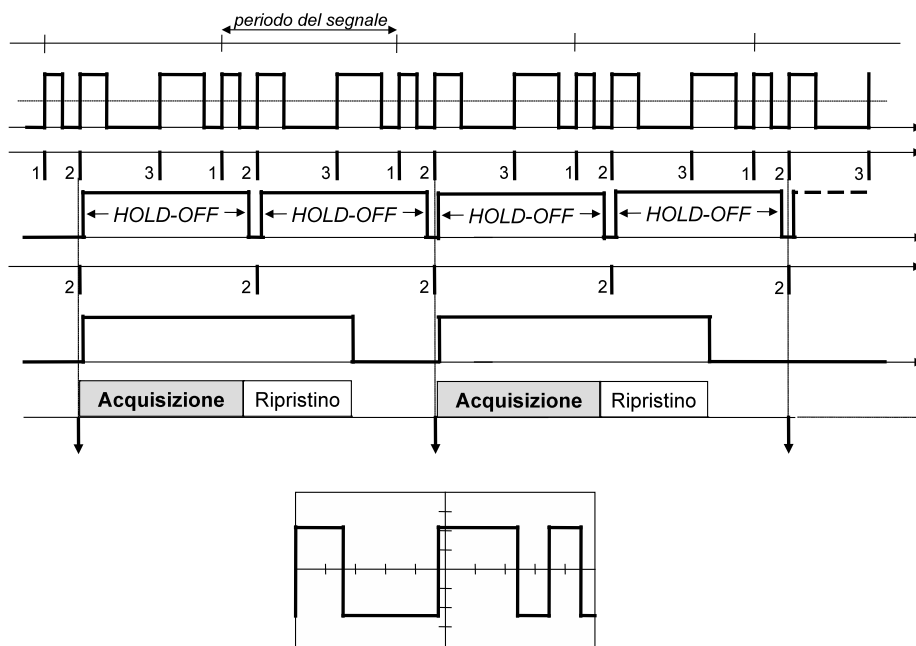 periodo del segnale
1 2 3 1 2 3 1 2 3 1 2 3 1 2 3
HOLD-OFF HOLD-OFF HOLD-OFF HOLD-OFF
2 2 2 2 2
Acquisizione Ripristino Acquisizione Ripristino